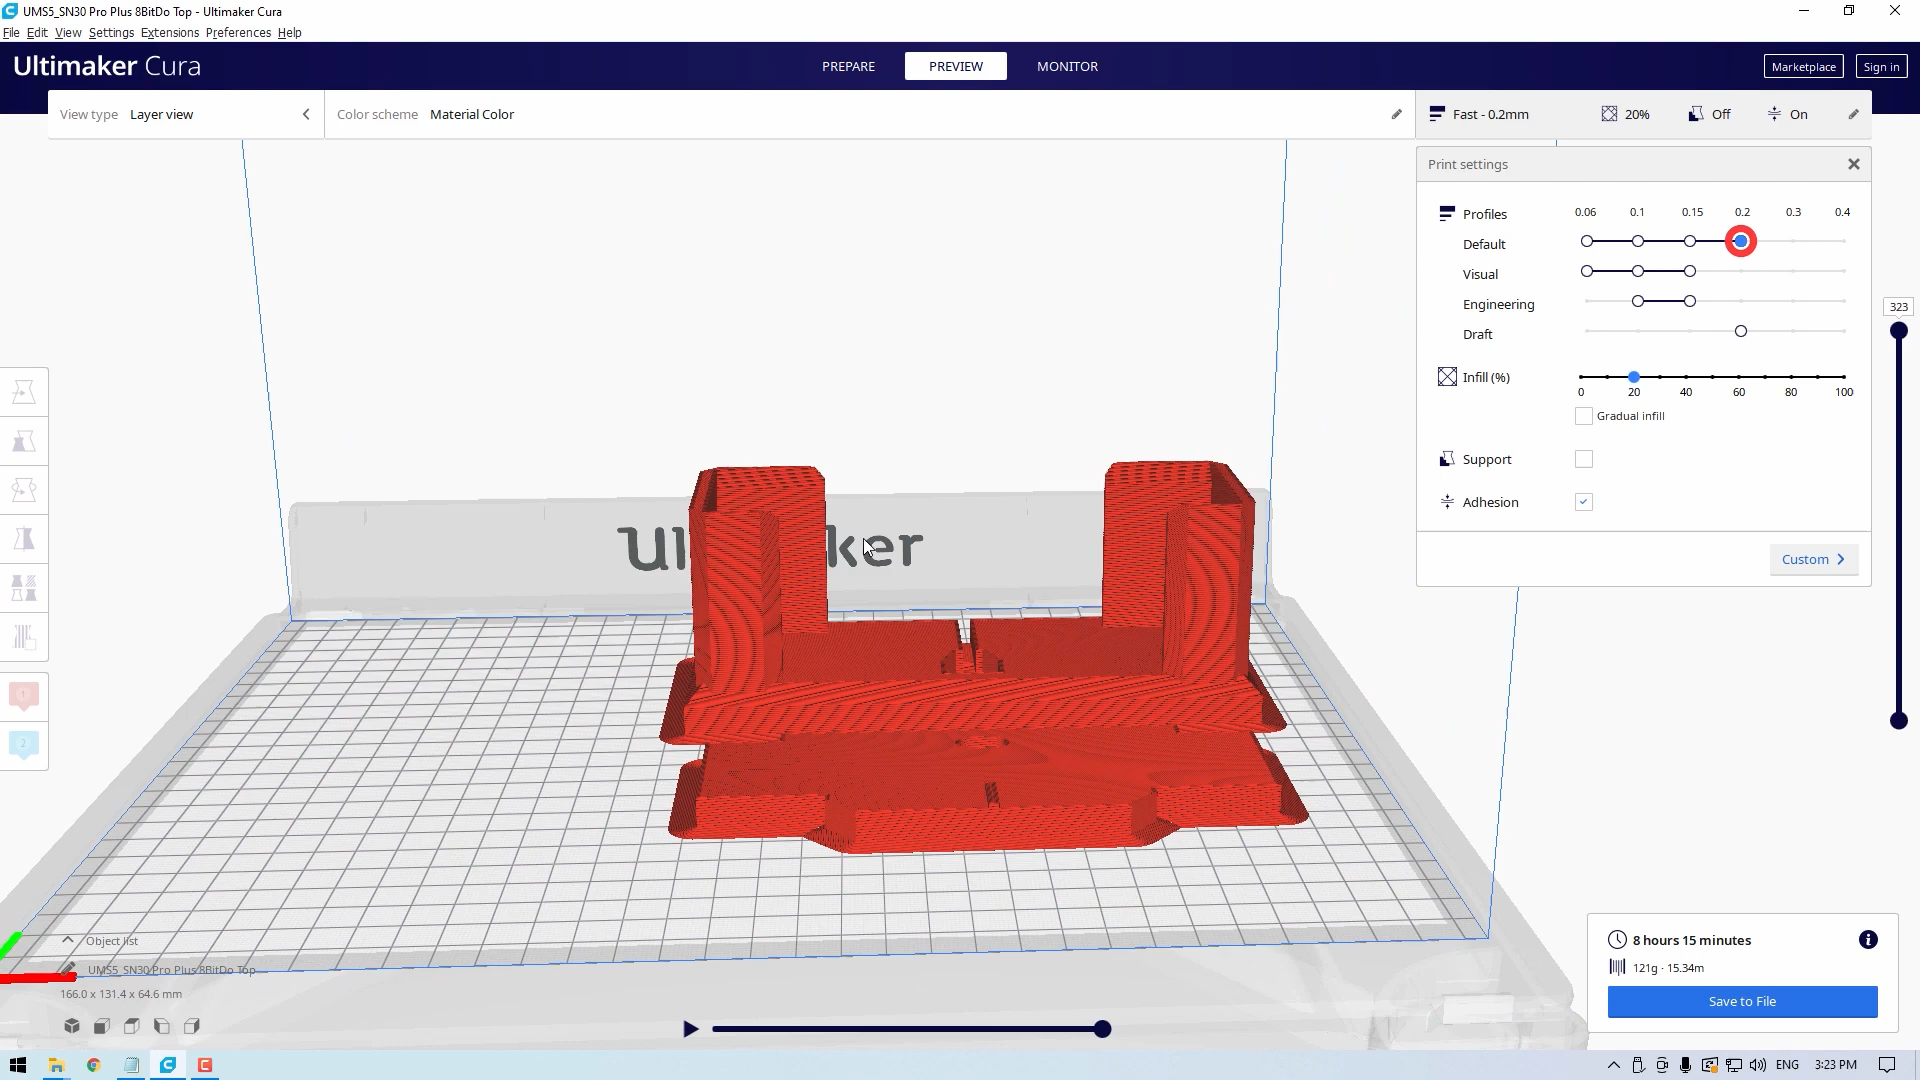 UMS5_SN30 Pro Plus 8BitDo Top - Ultimaker Cura
File Edit View Settings Extensions Preferences Help
Ultimaker Cura
PREPARE PREVIEW MONITOR
Marketplace Sign in
View type Layer view
Color scheme Material Color
Fast - 0.2mm 20% Off On
Print settings
Profiles 0.06 0.1 0.15 0.2 0.3 0.4
Default
Visual
Engineering
Draft
323
Infill (%)
0 20 40 60 80 100
Gradual infill
Support
Adhesion
Custom
Ul ker
1
2
Object list
UMS5_SN30 Pro Plus 8BitDo Top
166.0 x 131.4 x 64.6 mm
8 hours 15 minutes
121g · 15.34m
Save to File
ENG 3:23 PM